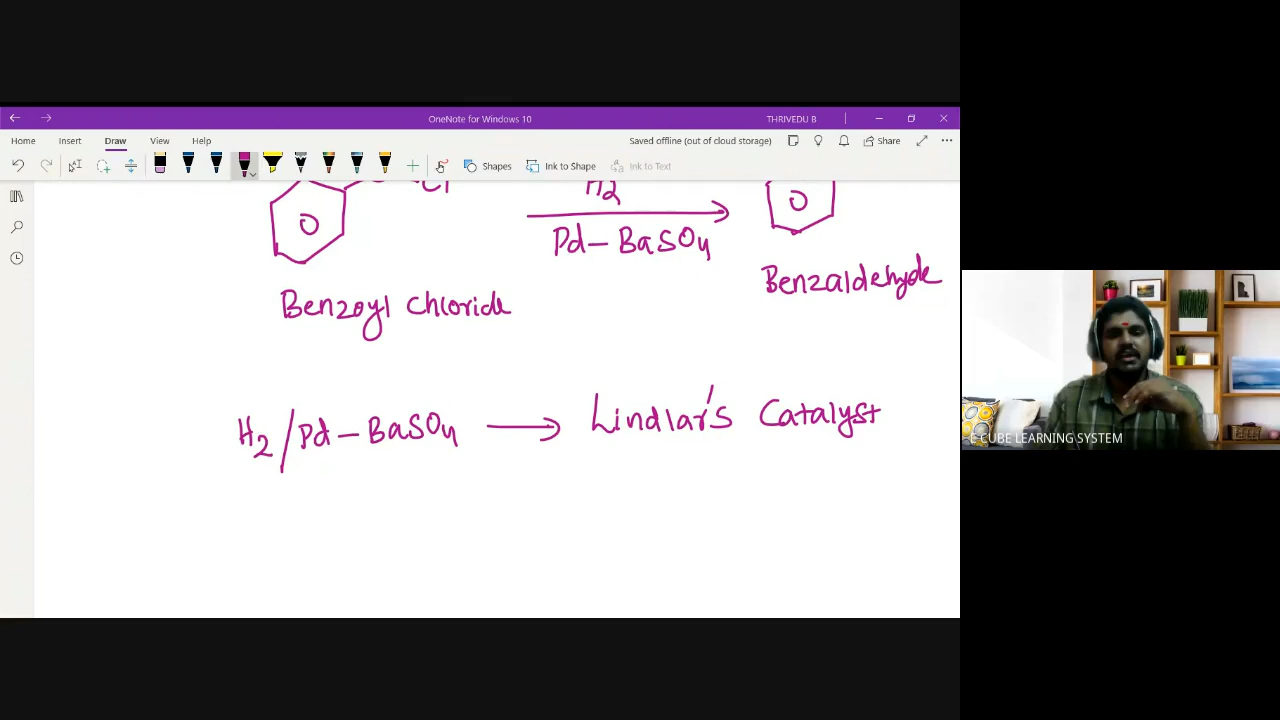 OneNote for Windows 10
THRIVEDU B
Home Insert Draw View Help
Saved offline (out of cloud storage)
Share
Shapes
Ink to Shape
Ink to Text
Cl
H2
Pd-BaSO4
Benzoyl chloride
Benzaldehyde
H2/Pd-BaSO4 → Lindlar's Catalyst
CUBE LEARNING SYSTEM